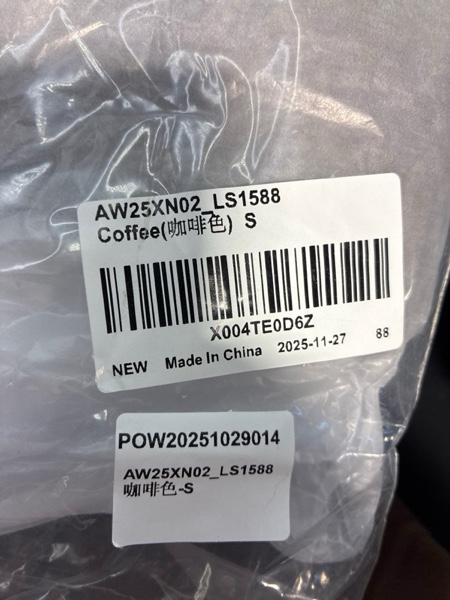 AW25XN02_LS1588
Coffee(咖啡色) S
X004TE0D6Z
NEW Made In China 2025-11-27 88
POW20251029014
AW25XN02_LS1588
咖啡色-S